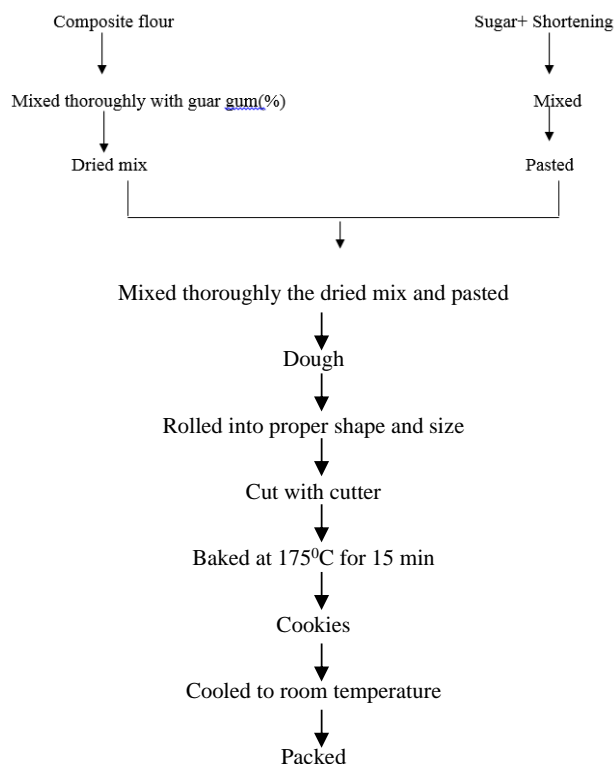 Composite flour
Sugar+ Shortening
Mixed thoroughly with guar gum(%)
Mixed
Dried mix
Pasted
Mixed thoroughly the dried mix and pasted
Dough
Rolled into proper shape and size
Cut with cutter
Baked at 175⁰C for 15 min
Cookies
Cooled to room temperature
Packed